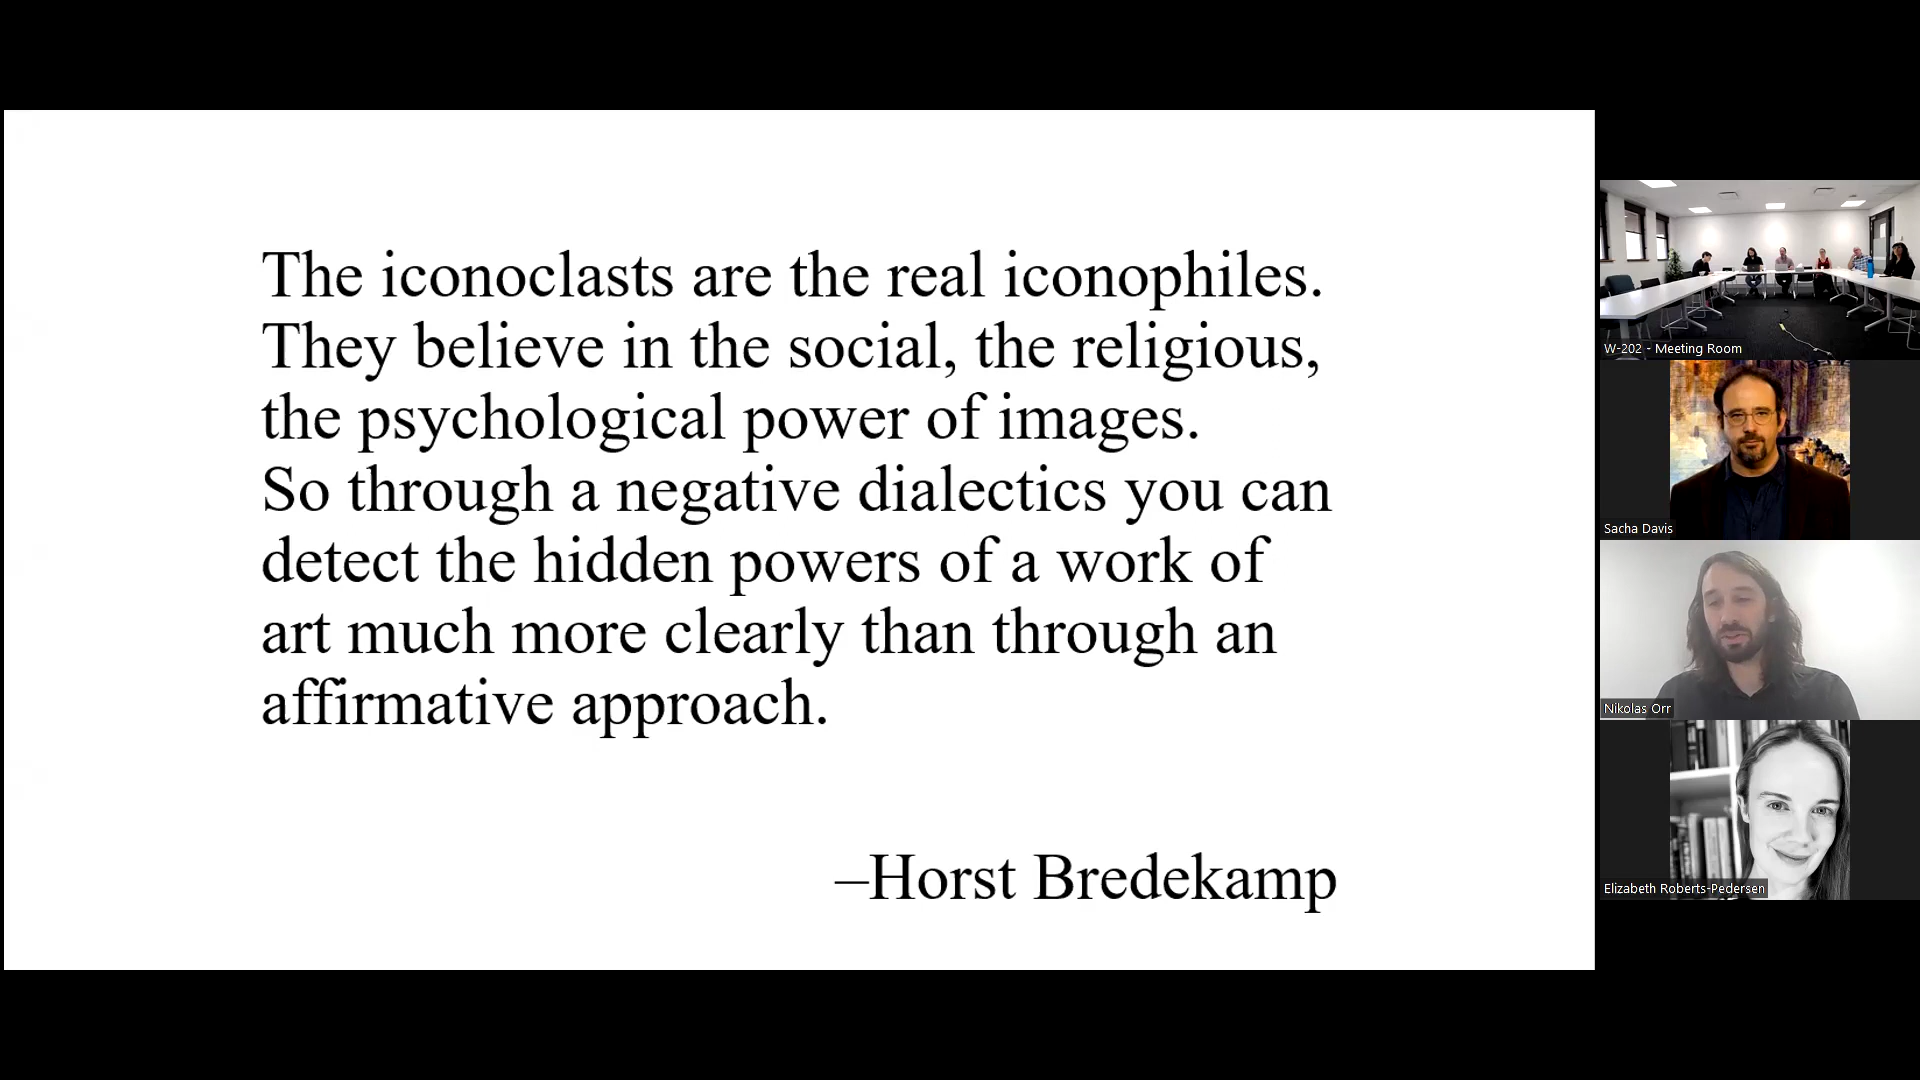 The iconoclasts are the real iconophiles.
They believe in the social, the religious,
the psychological power of images.
So through a negative dialectics you can
detect the hidden powers of a work of
art much more clearly than through an
affirmative approach.
–Horst Bredekamp
W-202 - Meeting Room
Sacha Davis
Nikolas Orr
Elizabeth Roberts-Pedersen